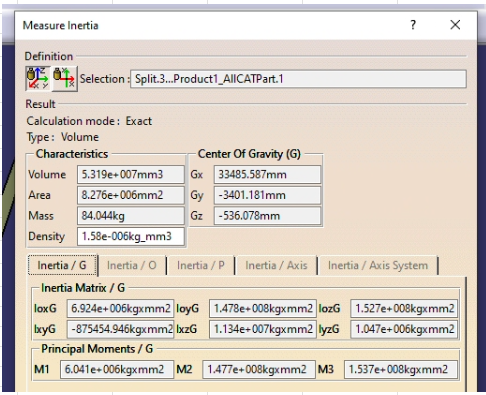 Measure Inertia ? ×
Definition
Selection : Split.3...Product1_AllCATPart.1
Result
Calculation mode : Exact
Type : Volume
Characteristics Center Of Gravity (G)
Volume 5.319e+007mm3 Gx 33485.587mm
Area 8.276e+006mm2 Gy -3401.181mm
Mass 84.044kg Gz -536.078mm
Density 1.58e-006kg_mm3
Inertia / G Inertia / O Inertia / P Inertia / Axis Inertia / Axis System
Inertia Matrix / G
IoxG 6.924e+006kgxmm2 IoyG 1.478e+008kgxmm2 IozG 1.527e+008kgxmm2
IxyG -875454.946kgxmm2 IxzG 1.134e+007kgxmm2 IyzG 1.047e+006kgxmm2
Principal Moments / G
M1 6.041e+006kgxmm2 M2 1.477e+008kgxmm2 M3 1.537e+008kgxmm2